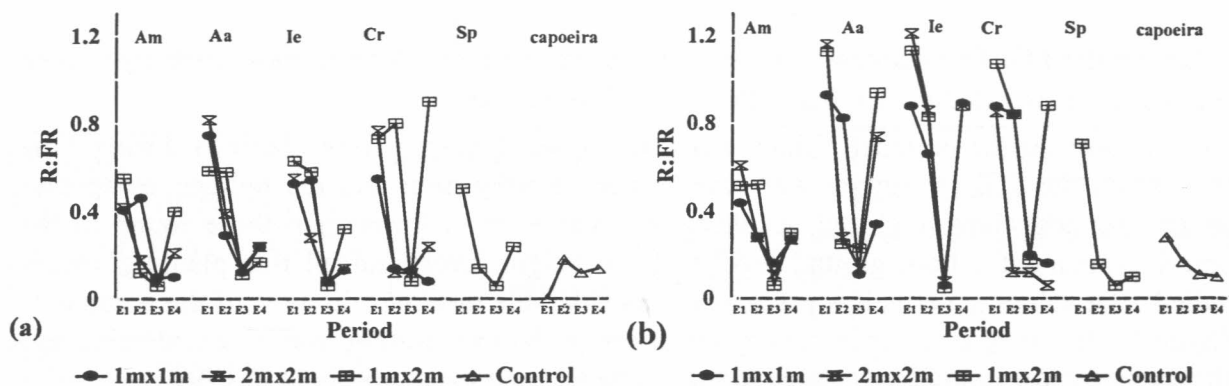 1.2
Am Aa Ie Cr Sp capoeira
0.8
R:FR
0.4
0
E1 E2 E3 E4 E1 E2 E3 E4 E1 E2 E3 E4 E1 E2 E3 E4 E1 E2 E3 E4 E1 E2 E3 E4
(a)
Period
1mx1m 2mx2m 1mx2m Control
1.2
Am Aa Ie Cr Sp capoeira
0.8
R:FR
0.4
0
E1 E2 E3 E4 E1 E2 E3 E4 E1 E2 E3 E4 E1 E2 E3 E4 E1 E2 E3 E4 E1 E2 E3 E4
(b)
Period
1mx1m 2mx2m 1mx2m Control